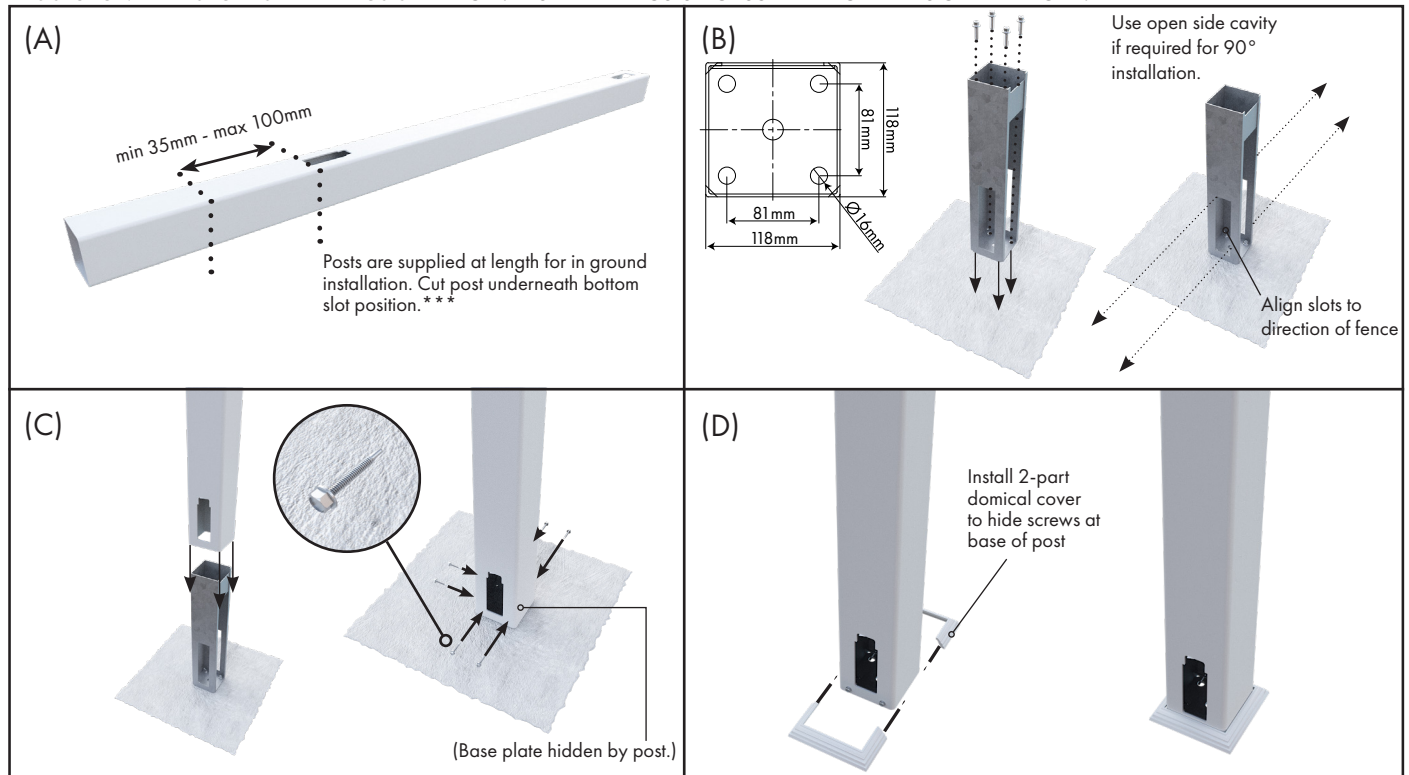 (A)
min 35mm - max 100mm
Posts are supplied at length for in ground
installation. Cut post underneath bottom
slot position.***
(B)
81mm
118mm
81mm
118mm
Ø16mm
Use open side cavity
if required for 90°
installation.
Align slots to
direction of fence
(C)
(Base plate hidden by post.)
(D)
Install 2-part
domical cover
to hide screws at
base of post